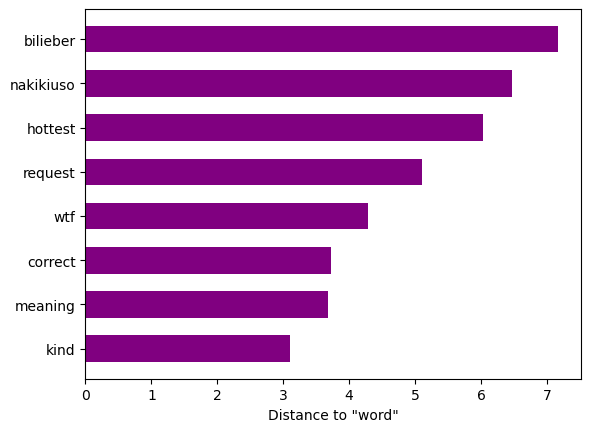 bilieber
nakikiuso
hottest
request
wtf
correct
meaning
kind
0 1 2 3 4 5 6 7
Distance to "word"